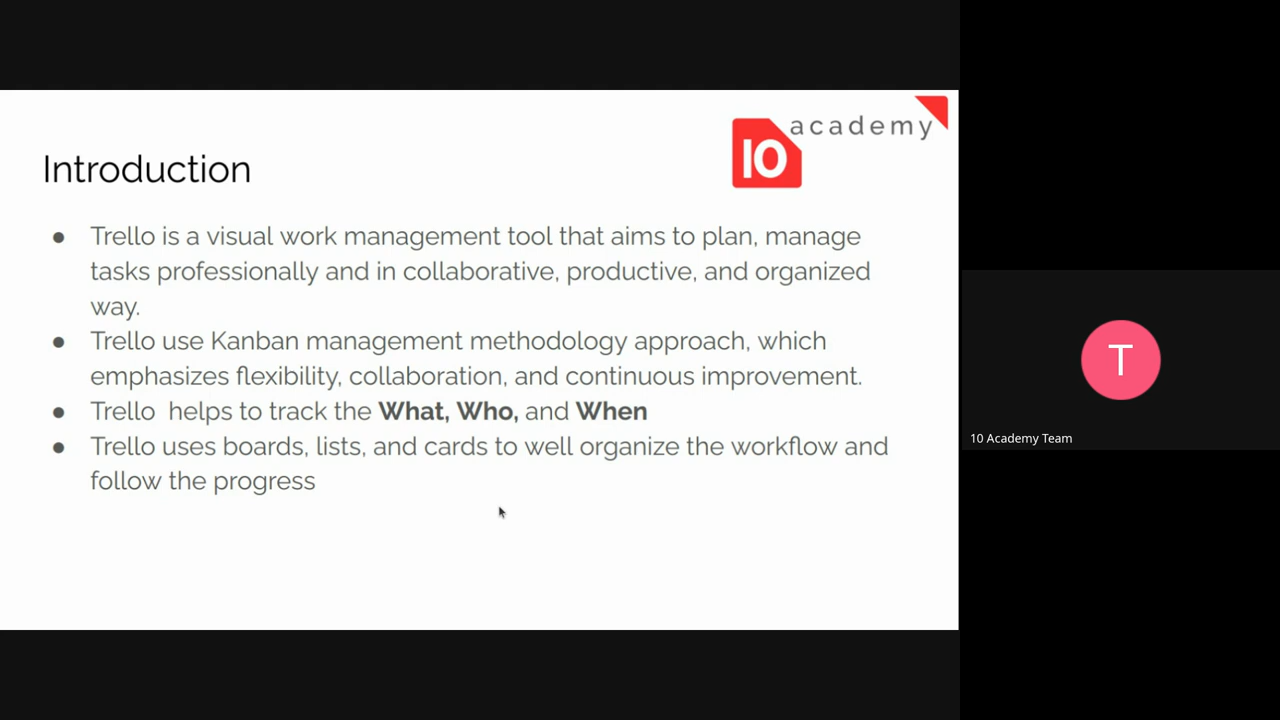 academy
10
Introduction
● Trello is a visual work management tool that aims to plan, manage
tasks professionally and in collaborative, productive, and organized
way.
● Trello use Kanban management methodology approach, which
emphasizes flexibility, collaboration, and continuous improvement.
● Trello  helps to track the What, Who, and When
● Trello uses boards, lists, and cards to well organize the workflow and
follow the progress
T
10 Academy Team